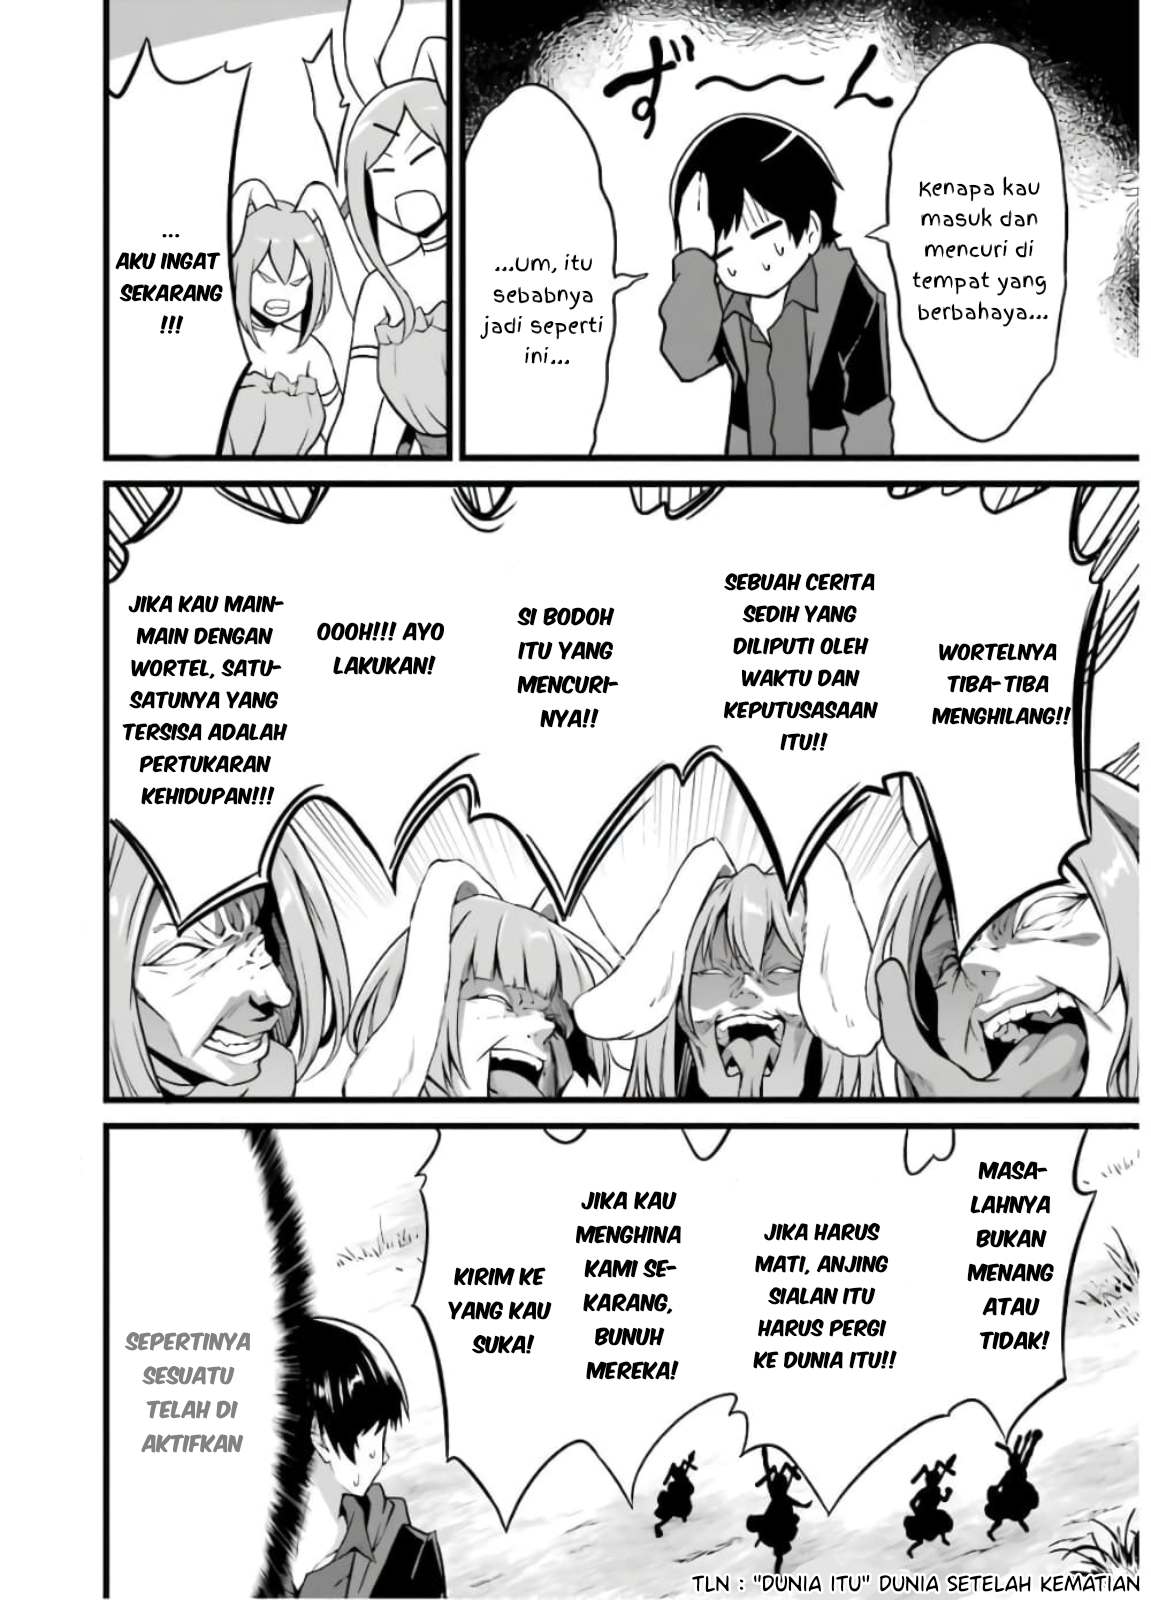 ず〜〜ん
Kenapa kau
masuk dan
mencuri di
tempat yang
berbahaya...
...Um, itu
sebabnya
jadi seperti
ini...
...
AKU INGAT
SEKARANG
!!!
WORTELNYA
TIBA-TIBA
MENGHILANG!!
SEBUAH CERITA
SEDIH YANG
DILIPUTI OLEH
WAKTU DAN
KEPUTUSASAAN
ITU!!
SI BODOH
ITU YANG
MENCURI-
NYA!!
OOOH!!! AYO
LAKUKAN!
JIKA KAU MAIN-
MAIN DENGAN
WORTEL, SATU-
SATUNYA YANG
TERSISA ADALAH
PERTUKARAN
KEHIDUPAN!!!
MASA-
LAHNYA
BUKAN
MENANG
ATAU
TIDAK!
JIKA HARUS
MATI, ANJING
SIALAN ITU
HARUS PERGI
KE DUNIA ITU!!
JIKA KAU
MENGHINA
KAMI SE-
KARANG,
BUNUH
MEREKA!
KIRIM KE
YANG KAU
SUKA!
SEPERTINYA
SESUATU
TELAH DI
AKTIFKAN
TLN : "DUNIA ITU" DUNIA SETELAH KEMATIAN